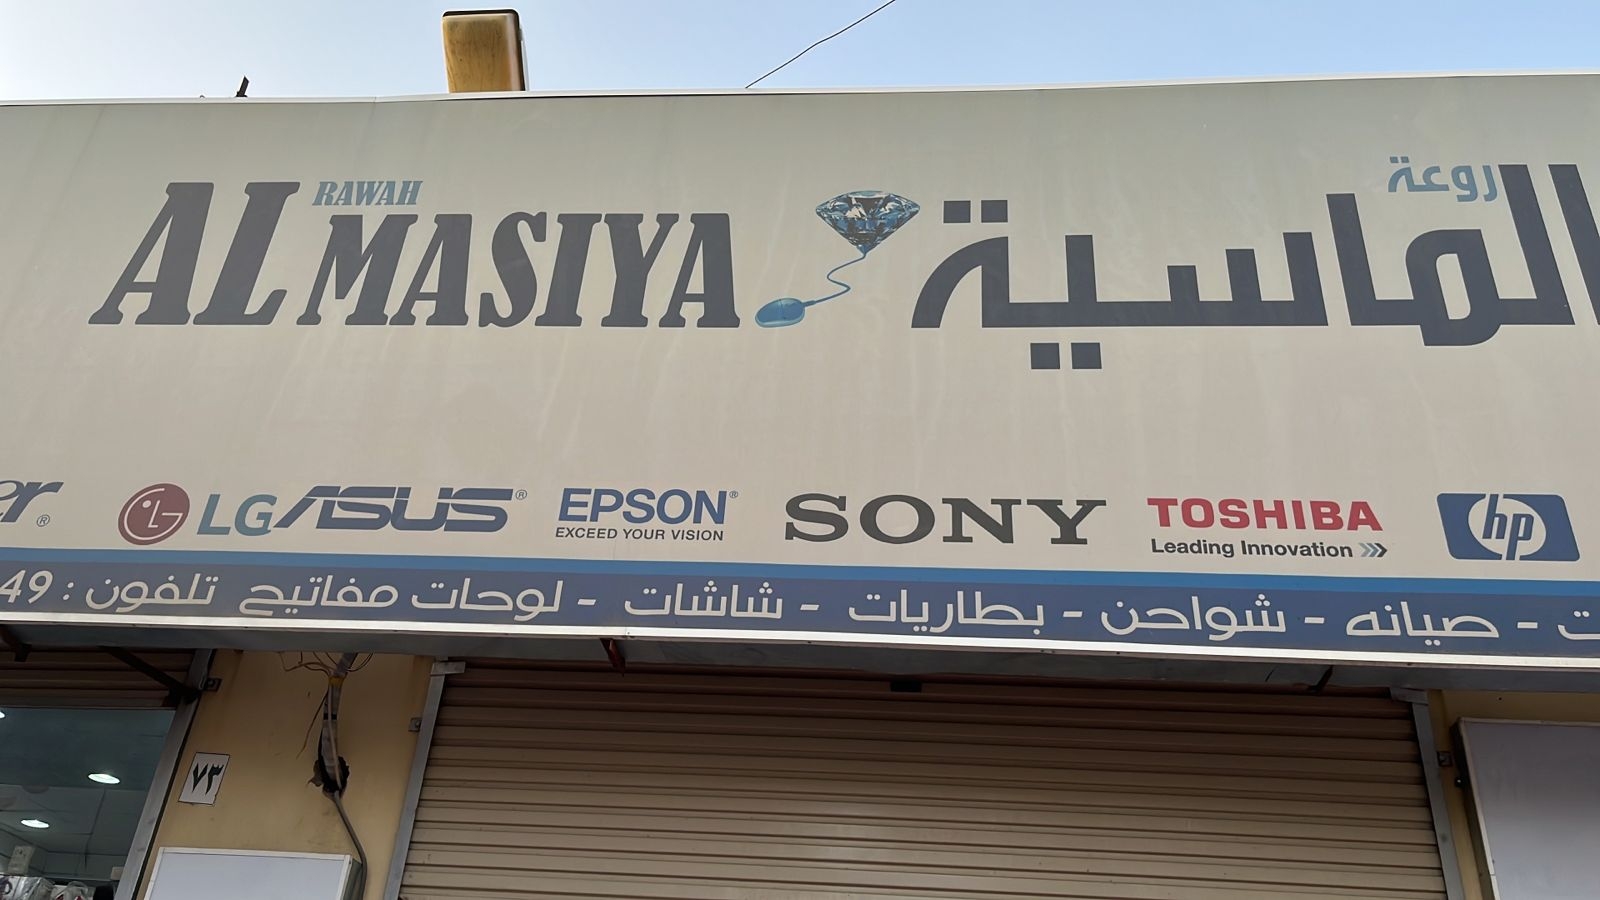 RAWAH
AL MASIYA
روعة
الماسية
LG
ASUS
EPSON
EXCEED YOUR VISION
SONY
TOSHIBA
Leading Innovation
hp
صيانه - شواحن - بطاريات - شاشات - لوحات مفاتيح تلفون : 49
٧٣